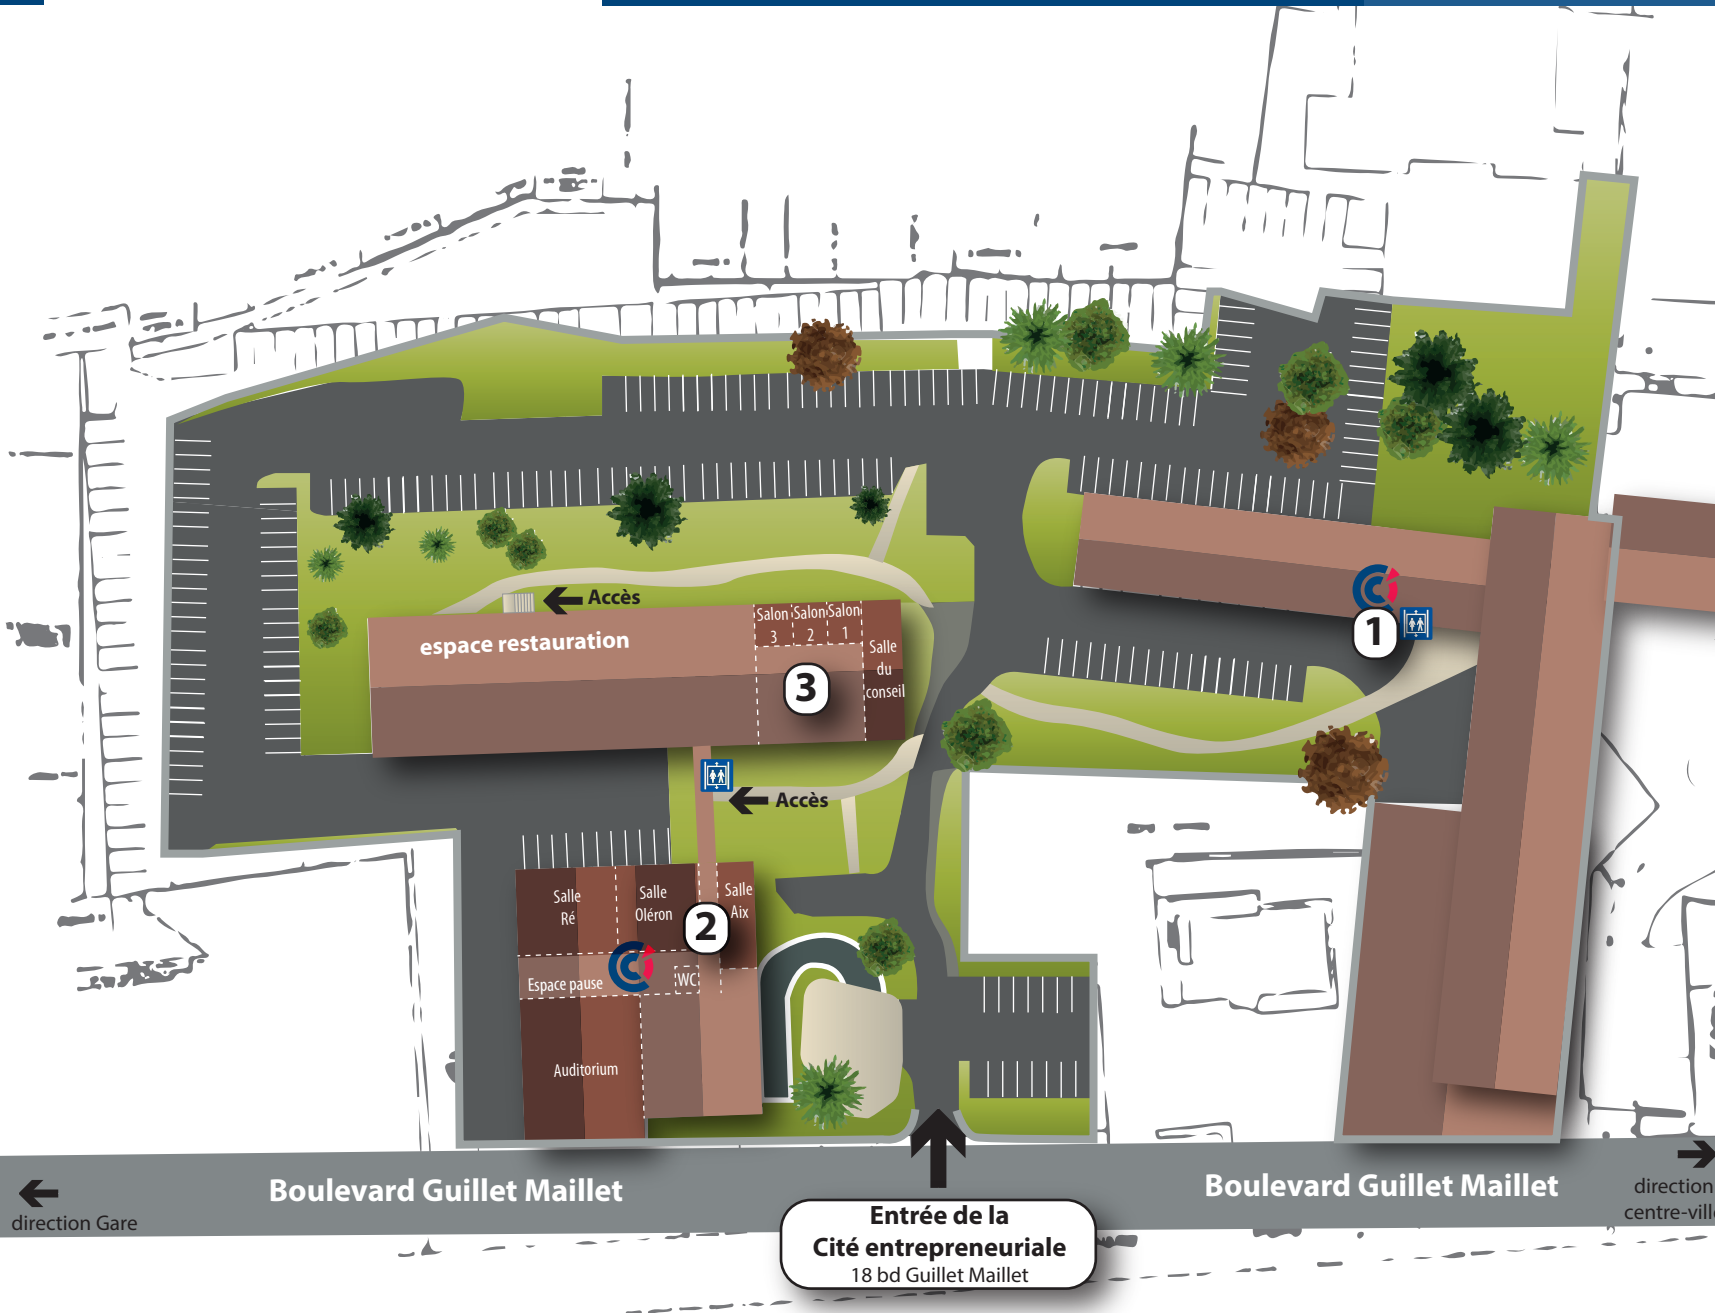 Accès
espace restauration
Salon
3
Salon
2
Salon
1
Salle
du
conseil
3
1
Accès
Salle
Ré
Salle
Oléron
Salle
Aix
2
Espace pause
WC
Auditorium
Boulevard Guillet Maillet
Boulevard Guillet Maillet
direction Gare
direction
centre-ville
Entrée de la
Cité entrepreneuriale
18 bd Guillet Maillet